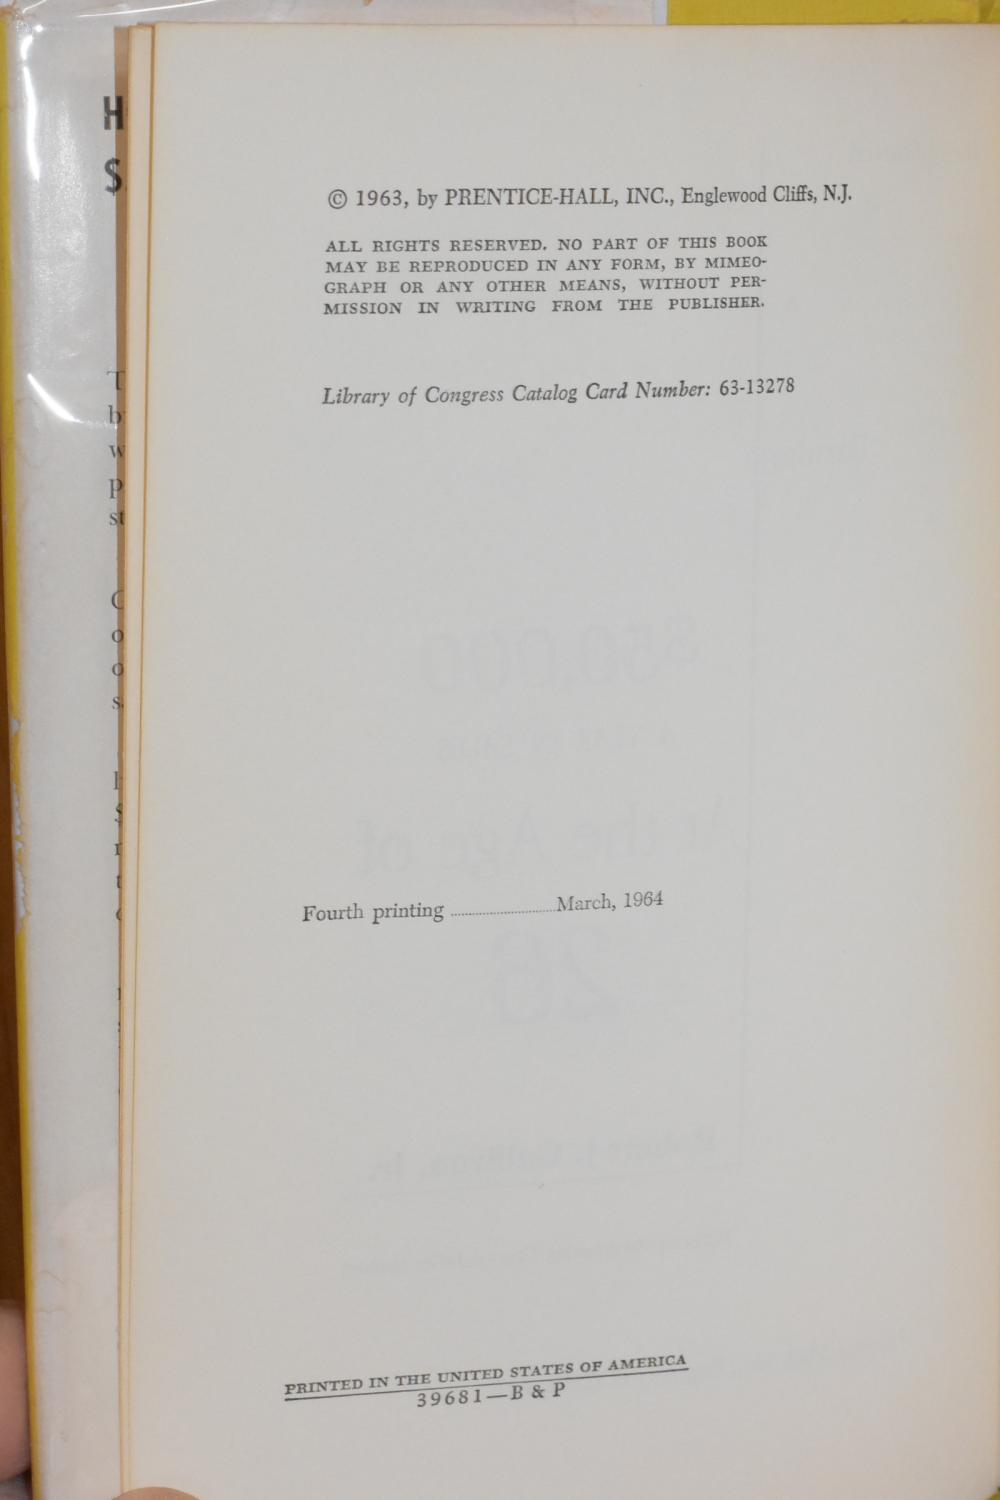 © 1963, by PRENTICE-HALL, INC., Englewood Cliffs, N.J.
ALL RIGHTS RESERVED. NO PART OF THIS BOOK
MAY BE REPRODUCED IN ANY FORM, BY MIMEO-
GRAPH OR ANY OTHER MEANS, WITHOUT PER-
MISSION IN WRITING FROM THE PUBLISHER.
Library of Congress Catalog Card Number: 63-13278
Fourth printing ..............................March, 1964
PRINTED IN THE UNITED STATES OF AMERICA
39681—B & P